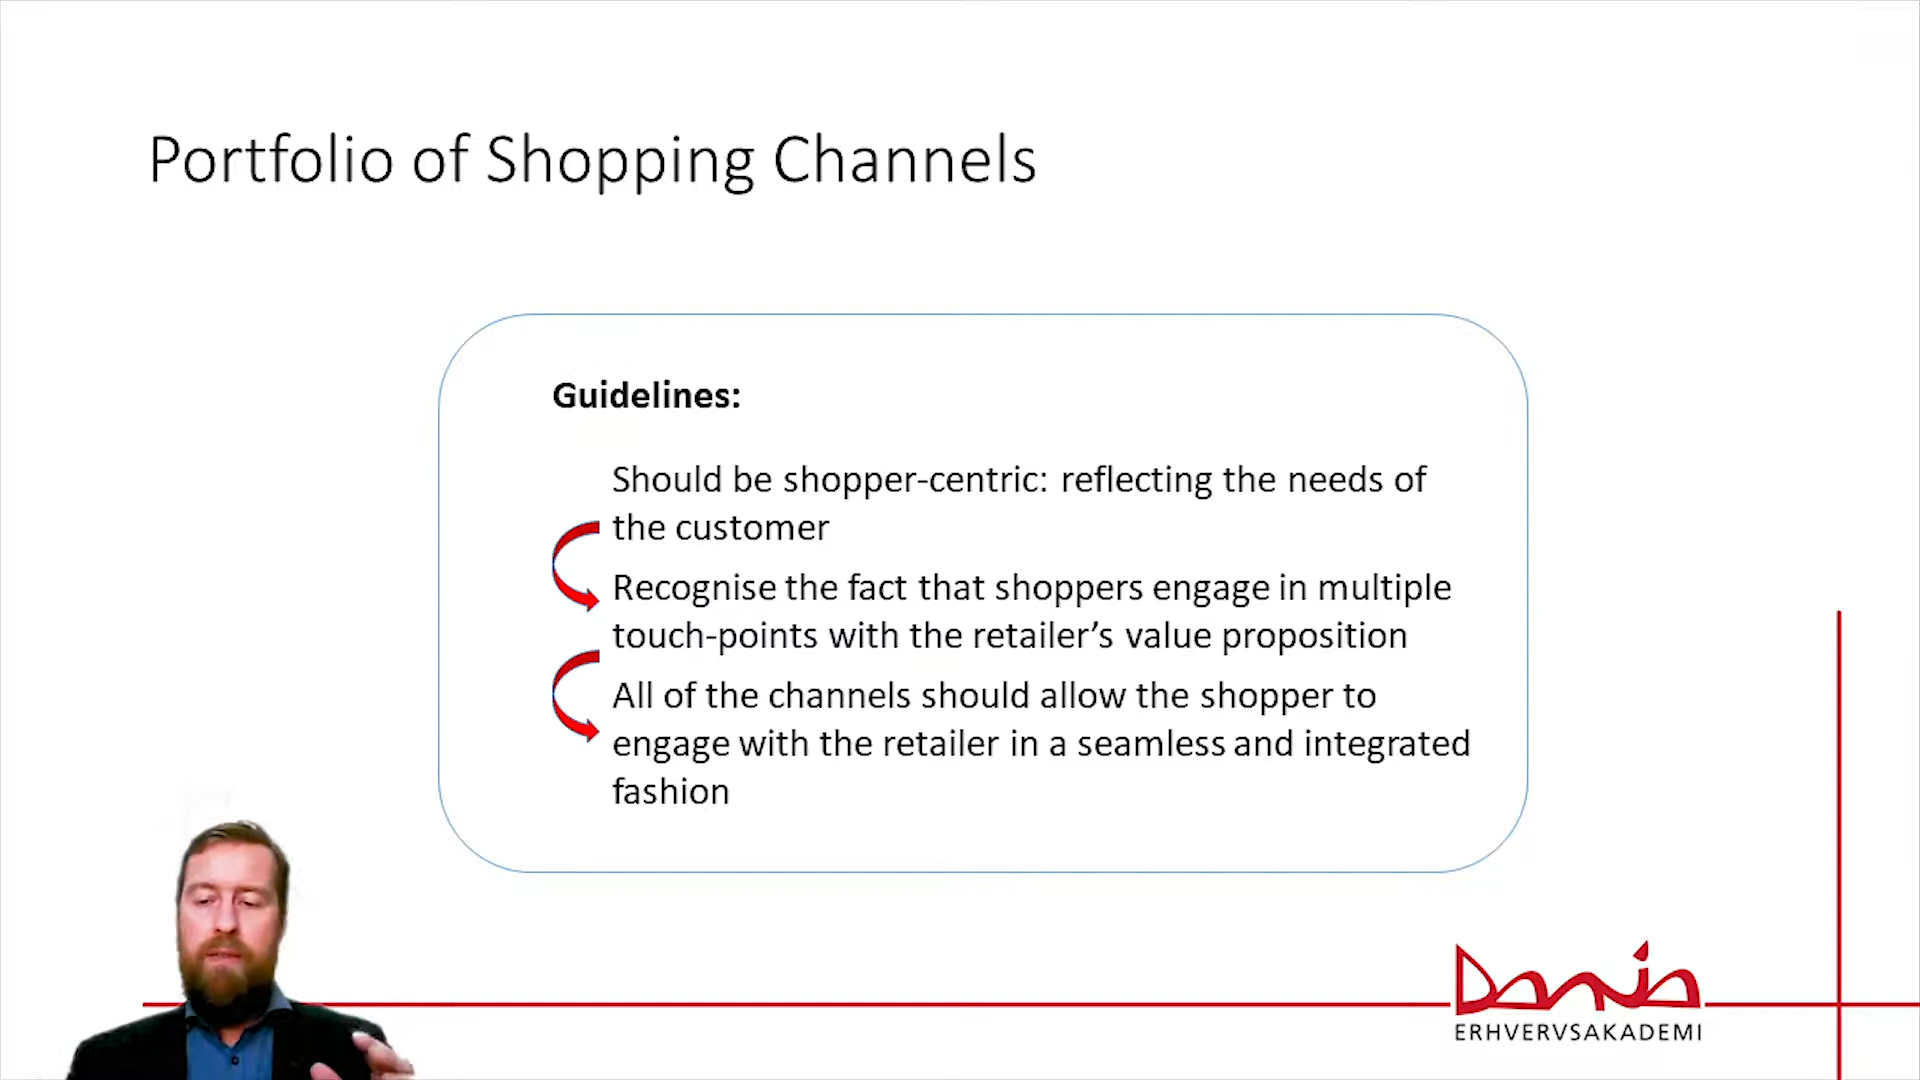 Portfolio of Shopping Channels
Guidelines:
Should be shopper-centric: reflecting the needs of
the customer
Recognise the fact that shoppers engage in multiple
touch-points with the retailer’s value proposition
All of the channels should allow the shopper to
engage with the retailer in a seamless and integrated
fashion
Dania
ERHVERVSAKADEMI